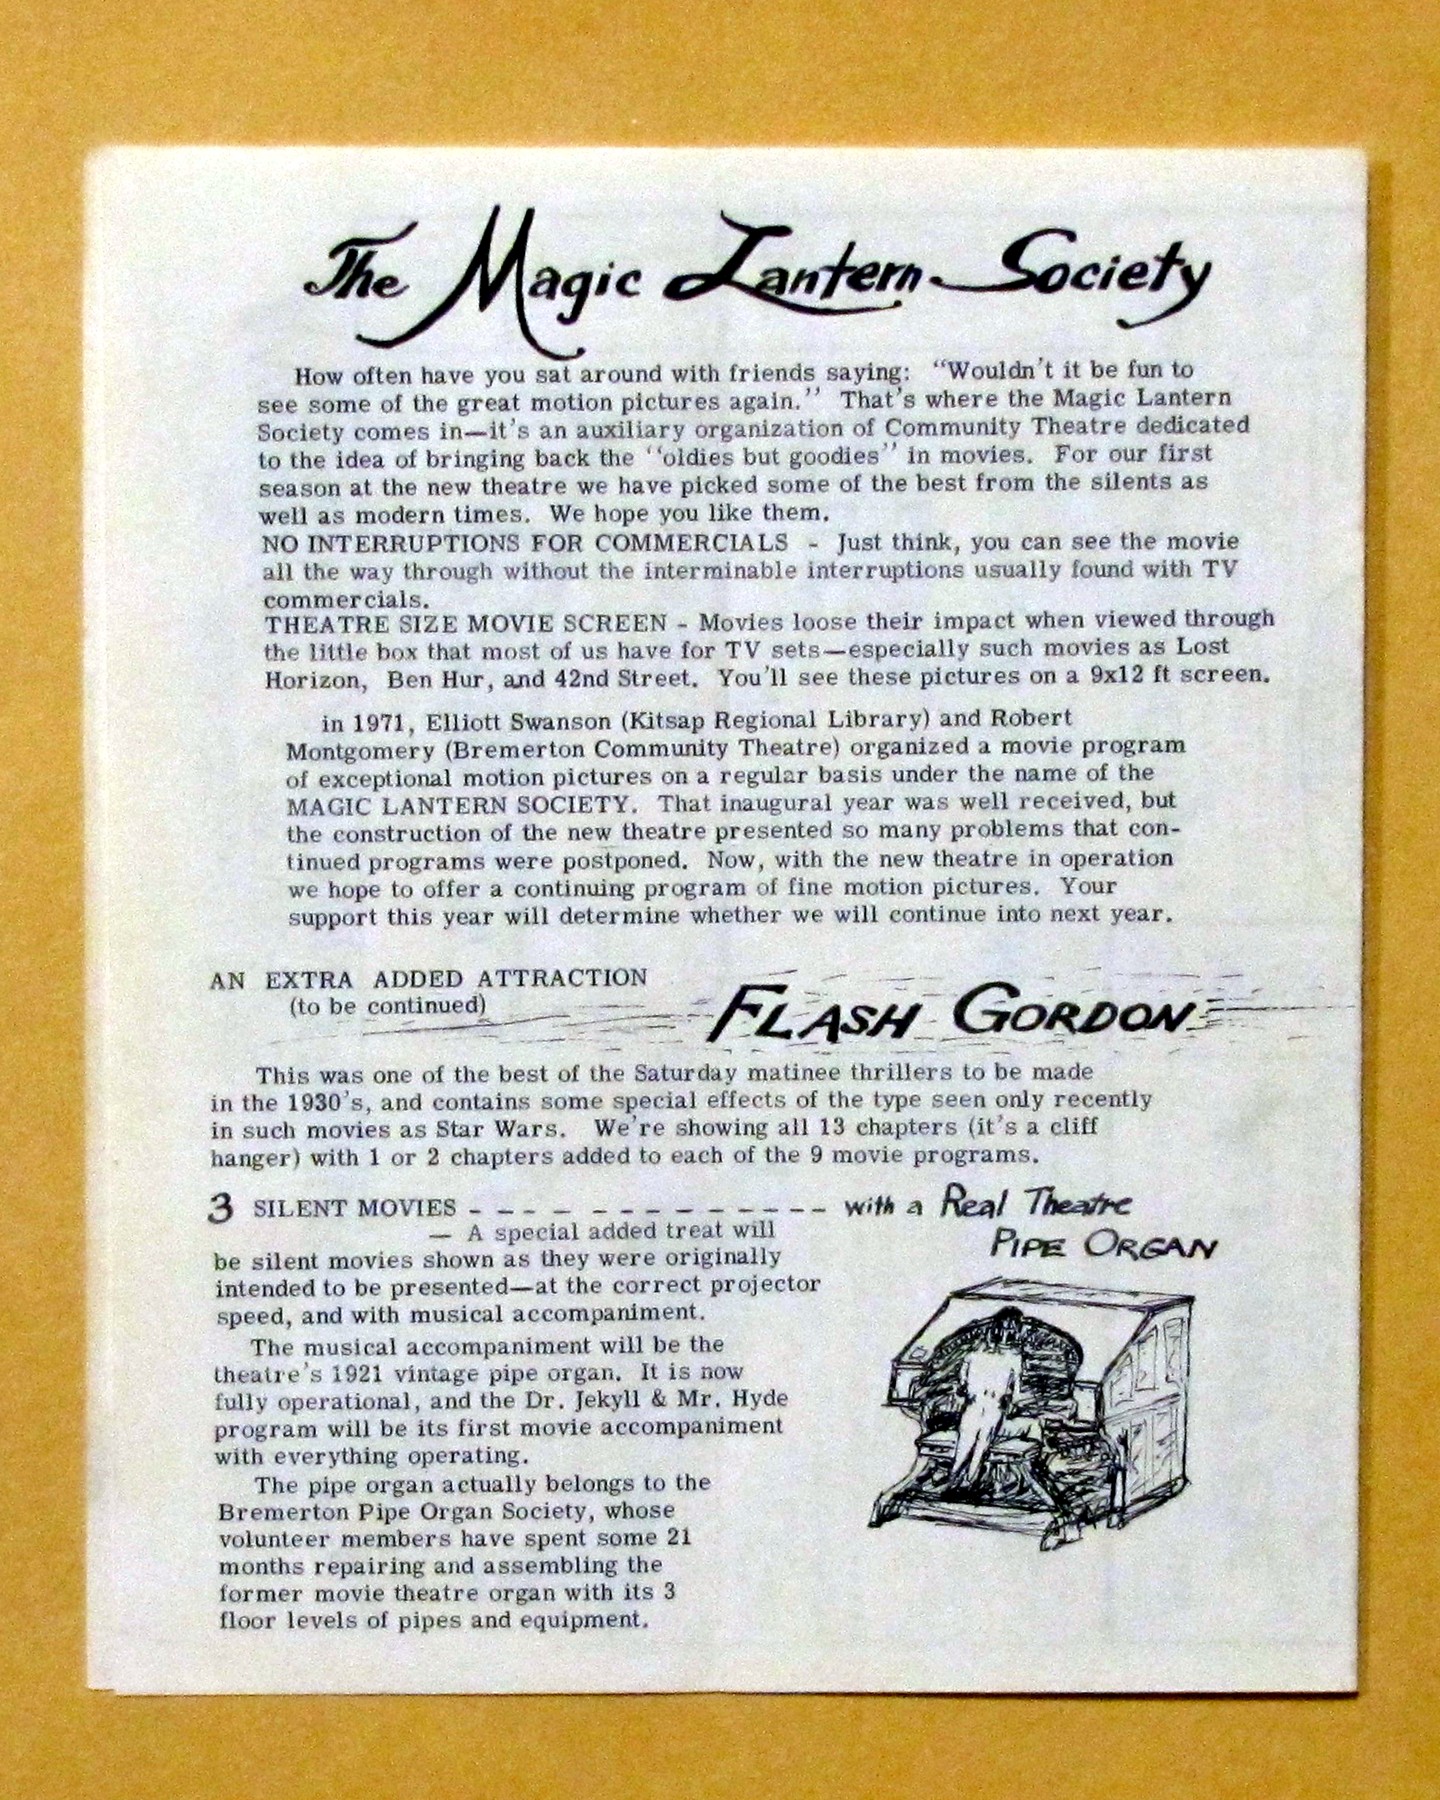 The Magic Lantern Society
How often have you sat around with friends saying: "Wouldn't it be fun to
see some of the great motion pictures again." That's where the Magic Lantern
Society comes in—it's an auxiliary organization of Community Theatre dedicated
to the idea of bringing back the "oldies but goodies" in movies. For our first
season at the new theatre we have picked some of the best from the silents as
well as modern times. We hope you like them.
NO INTERRUPTIONS FOR COMMERCIALS - Just think, you can see the movie
all the way through without the interminable interruptions usually found with TV
commercials.
THEATRE SIZE MOVIE SCREEN - Movies loose their impact when viewed through
the little box that most of us have for TV sets—especially such movies as Lost
Horizon, Ben Hur, and 42nd Street. You'll see these pictures on a 9x12 ft screen.
in 1971, Elliott Swanson (Kitsap Regional Library) and Robert
Montgomery (Bremerton Community Theatre) organized a movie program
of exceptional motion pictures on a regular basis under the name of the
MAGIC LANTERN SOCIETY. That inaugural year was well received, but
the construction of the new theatre presented so many problems that con-
tinued programs were postponed. Now, with the new theatre in operation
we hope to offer a continuing program of fine motion pictures. Your
support this year will determine whether we will continue into next year.
AN EXTRA ADDED ATTRACTION
(to be continued)
FLASH GORDON
This was one of the best of the Saturday matinee thrillers to be made
in the 1930's, and contains some special effects of the type seen only recently
in such movies as Star Wars. We're showing all 13 chapters (it's a cliff
hanger) with 1 or 2 chapters added to each of the 9 movie programs.
3 SILENT MOVIES - - - - - - - - - - - - - with a Real Theatre
PIPE ORGAN
— A special added treat will
be silent movies shown as they were originally
intended to be presented—at the correct projector
speed, and with musical accompaniment.
The musical accompaniment will be the
theatre's 1921 vintage pipe organ. It is now
fully operational, and the Dr. Jekyll & Mr. Hyde
program will be its first movie accompaniment
with everything operating.
The pipe organ actually belongs to the
Bremerton Pipe Organ Society, whose
volunteer members have spent some 21
months repairing and assembling the
former movie theatre organ with its 3
floor levels of pipes and equipment.